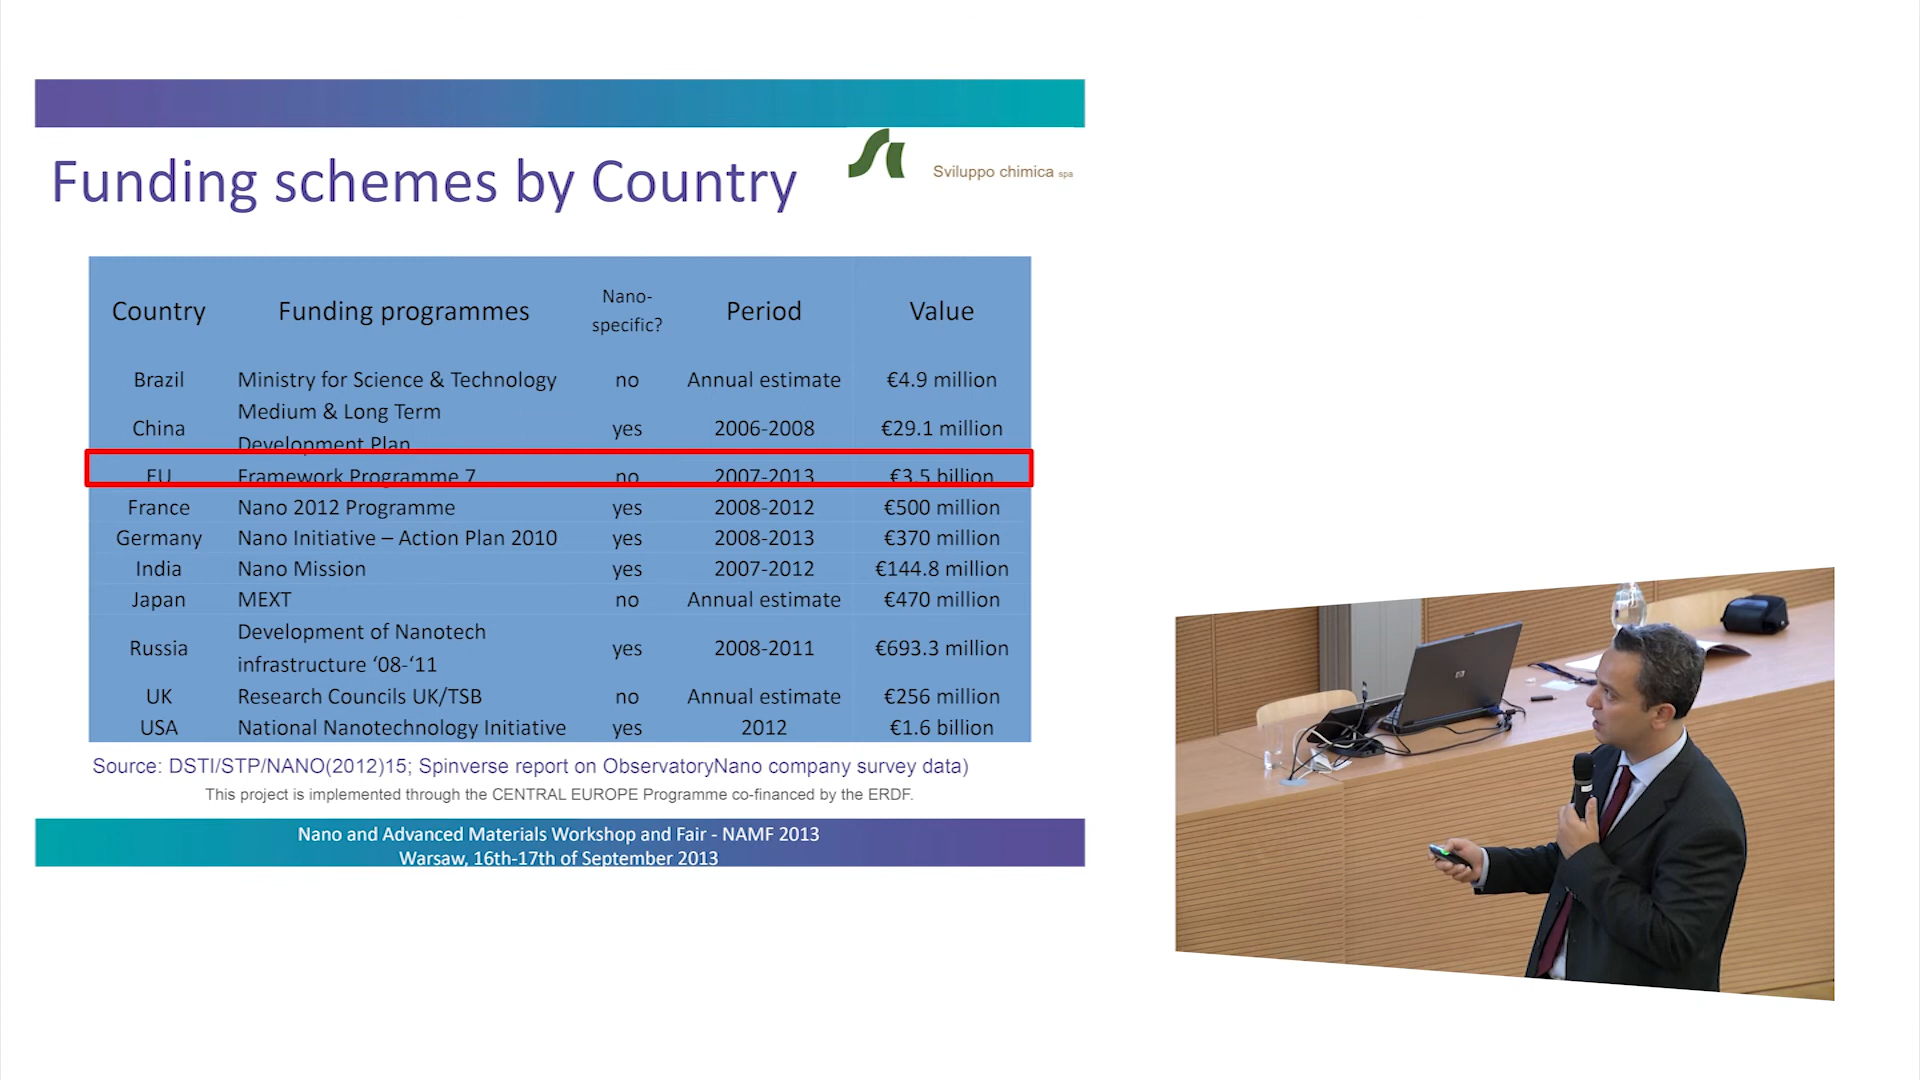 Funding schemes by Country
Sviluppo chimica spa
Country Funding programmes Nano-specific? Period Value
Brazil Ministry for Science & Technology no Annual estimate €4.9 million
China Medium & Long Term Development Plan yes 2006-2008 €29.1 million
EU Framework Programme 7 no 2007-2013 €3.5 billion
France Nano 2012 Programme yes 2008-2012 €500 million
Germany Nano Initiative – Action Plan 2010 yes 2008-2013 €370 million
India Nano Mission yes 2007-2012 €144.8 million
Japan MEXT no Annual estimate €470 million
Russia Development of Nanotech infrastructure ‘08-‘11 yes 2008-2011 €693.3 million
UK Research Councils UK/TSB no Annual estimate €256 million
USA National Nanotechnology Initiative yes 2012 €1.6 billion
Source: DSTI/STP/NANO(2012)15; Spinverse report on ObservatoryNano company survey data)
This project is implemented through the CENTRAL EUROPE Programme co-financed by the ERDF.
Nano and Advanced Materials Workshop and Fair - NAMF 2013
Warsaw, 16th-17th of September 2013
hp